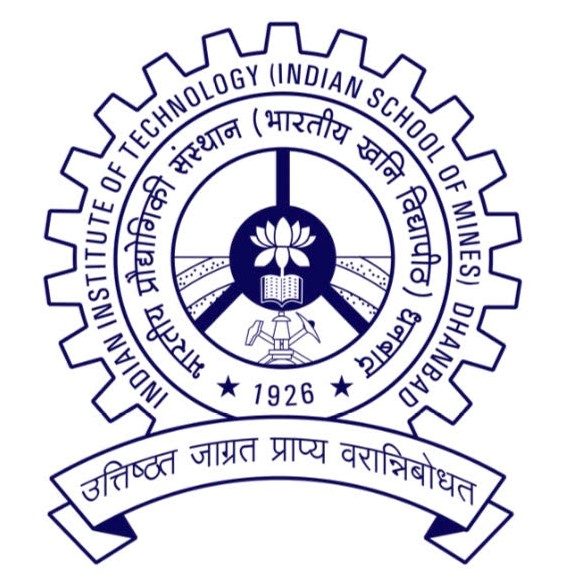 INDIAN INSTITUTE OF TECHNOLOGY (INDIAN SCHOOL OF MINES) DHANBAD
भारतीय प्रौद्योगिकी संस्थान (भारतीय खनि विद्यापीठ) धनबाद
1926
उत्तिष्ठत जाग्रत प्राप्य वरान्निबोधत